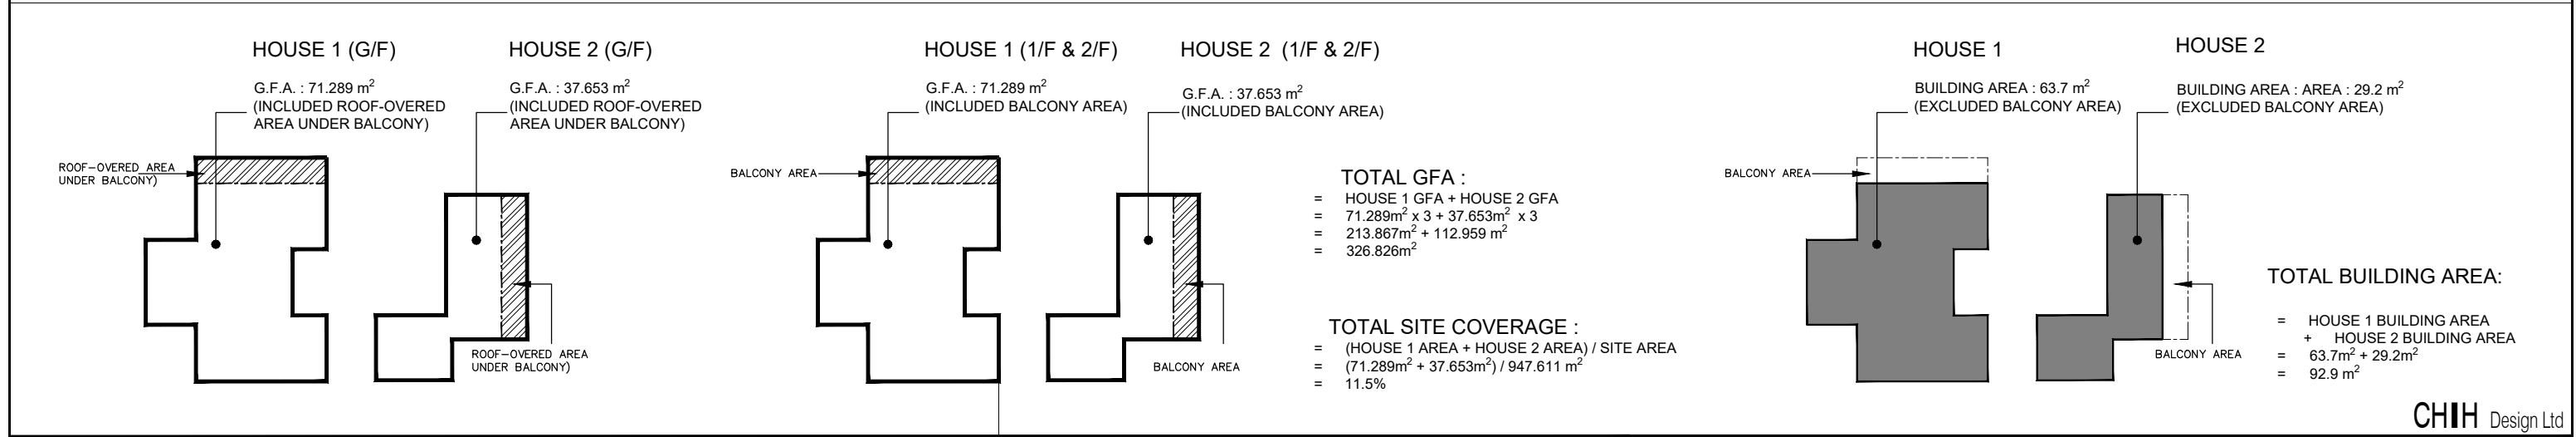 HOUSE 1 (G/F)
G.F.A. : 71.289 m²
(INCLUDED ROOF-OVERED
AREA UNDER BALCONY)
ROOF-OVERED AREA
UNDER BALCONY)
HOUSE 2 (G/F)
G.F.A. : 37.653 m²
(INCLUDED ROOF-OVERED
AREA UNDER BALCONY)
ROOF-OVERED AREA
UNDER BALCONY)
HOUSE 1 (1/F & 2/F)
G.F.A. : 71.289 m²
(INCLUDED BALCONY AREA)
BALCONY AREA
HOUSE 2 (1/F & 2/F)
G.F.A. : 37.653 m²
(INCLUDED BALCONY AREA)
BALCONY AREA
TOTAL GFA :
= HOUSE 1 GFA + HOUSE 2 GFA
= 71.289m² x 3 + 37.653m² x 3
= 213.867m² + 112.959 m²
= 326.826m²
TOTAL SITE COVERAGE :
= (HOUSE 1 AREA + HOUSE 2 AREA) / SITE AREA
= (71.289m² + 37.653m²) / 947.611 m²
= 11.5%
HOUSE 1
BUILDING AREA : 63.7 m²
(EXCLUDED BALCONY AREA)
BALCONY AREA
HOUSE 2
BUILDING AREA : AREA : 29.2 m²
(EXCLUDED BALCONY AREA)
BALCONY AREA
TOTAL BUILDING AREA:
= HOUSE 1 BUILDING AREA
+ HOUSE 2 BUILDING AREA
= 63.7m² + 29.2m²
= 92.9 m²
CHIH Design Ltd